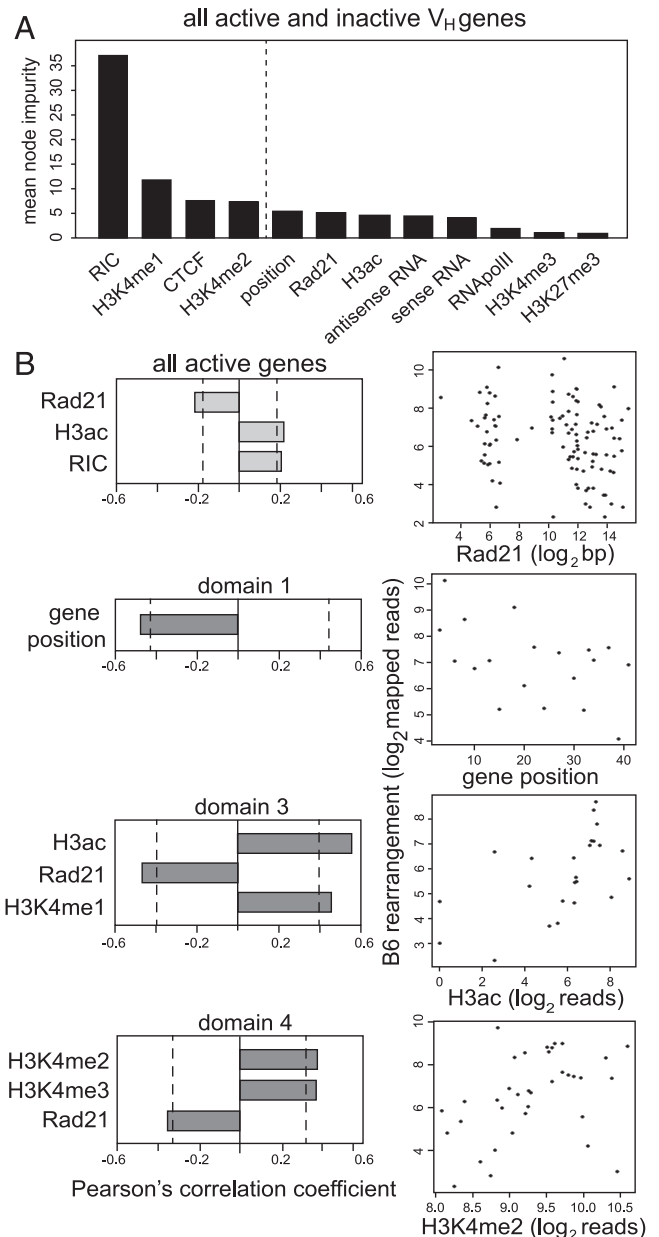 A
all active and inactive VH genes
mean node impurity
35
30
25
20
15
10
5
0
RIC
H3K4me1
CTCF
H3K4me2
position
Rad21
H3ac
antisense RNA
sense RNA
RNApolII
H3K4me3
H3K27me3
B
all active genes
Rad21
H3ac
RIC
-0.6 -0.2 0.2 0.6
10
8
6
4
2
4 6 8 10 12 14
Rad21 (log2 bp)
domain 1
gene
position
-0.6 -0.2 0.2 0.6
10
9
8
7
6
5
4
10 20 30 40
gene position
B6 rearrangement (log2 mapped reads)
domain 3
H3ac
Rad21
H3K4me1
-0.6 -0.2 0.2 0.6
8
7
6
5
4
3
0 2 4 6 8
H3ac (log2 reads)
domain 4
H3K4me2
H3K4me3
Rad21
-0.6 -0.2 0.2 0.6
Pearson's correlation coefficient
10
8
6
4
8.0 8.5 9.0 9.5 10.0 10.5
H3K4me2 (log2 reads)